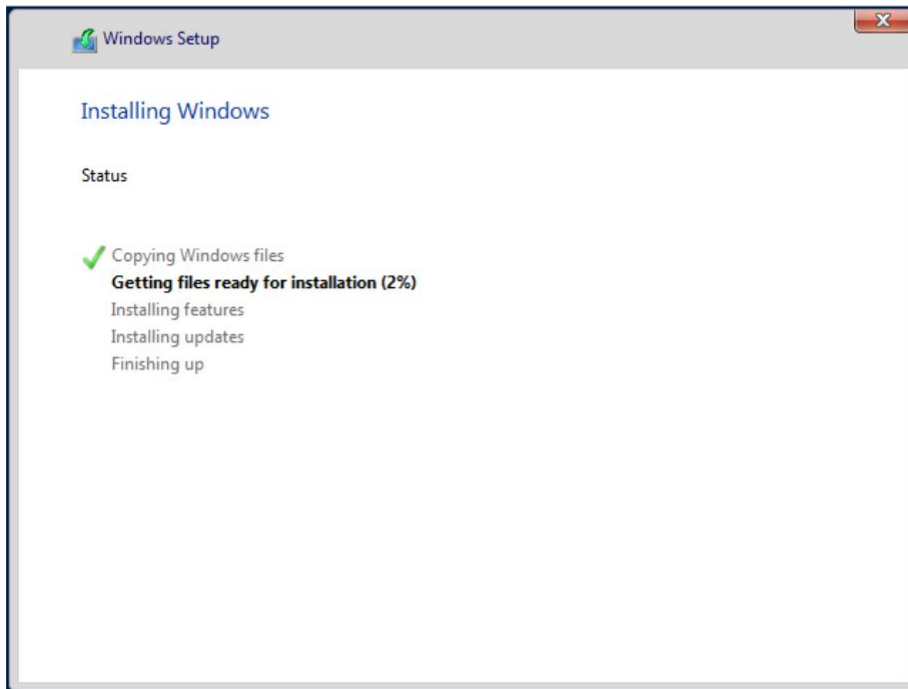 Windows Setup
Installing Windows
Status
Copying Windows files
Getting files ready for installation (2%)
Installing features
Installing updates
Finishing up